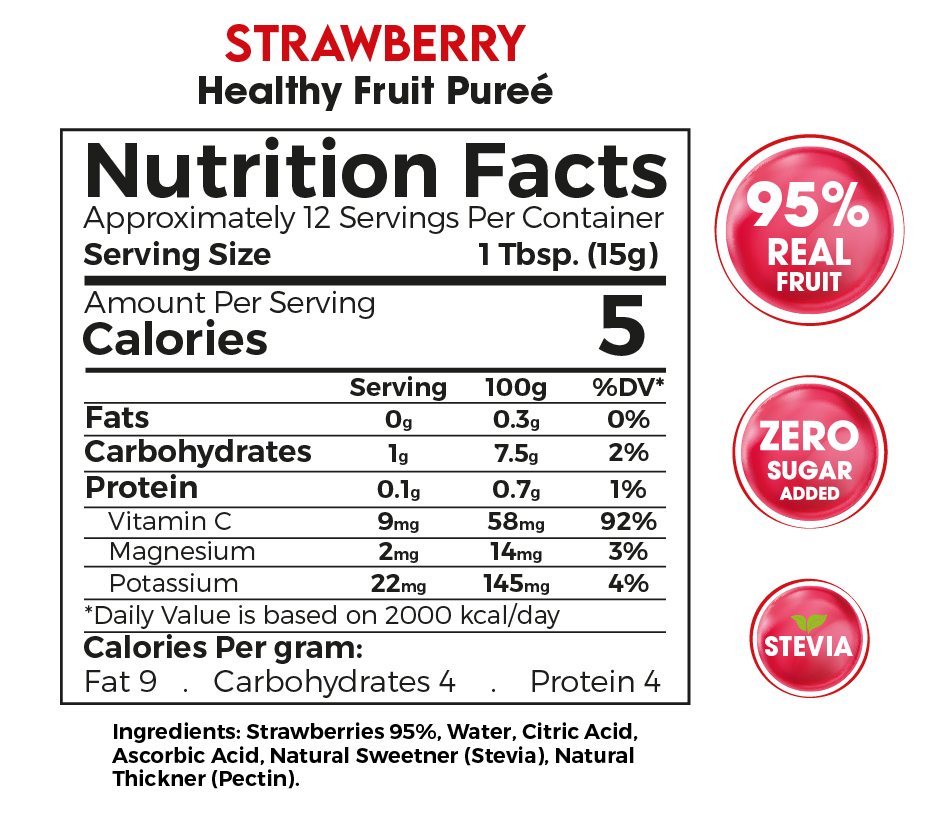 STRAWBERRY
Healthy Fruit Pureé
Nutrition Facts
Approximately 12 Servings Per Container
Serving Size 1 Tbsp. (15g)
Amount Per Serving
Calories 5
Serving 100g %DV*
Fats 0g 0.3g 0%
Carbohydrates 1g 7.5g 2%
Protein 0.1g 0.7g 1%
Vitamin C 9mg 58mg 92%
Magnesium 2mg 14mg 3%
Potassium 22mg 145mg 4%
*Daily Value is based on 2000 kcal/day
Calories Per gram:
Fat 9 . Carbohydrates 4 . Protein 4
Ingredients: Strawberries 95%, Water, Citric Acid,
Ascorbic Acid, Natural Sweetner (Stevia), Natural
Thickner (Pectin).
95%
REAL
FRUIT
ZERO
SUGAR
ADDED
STEVIA